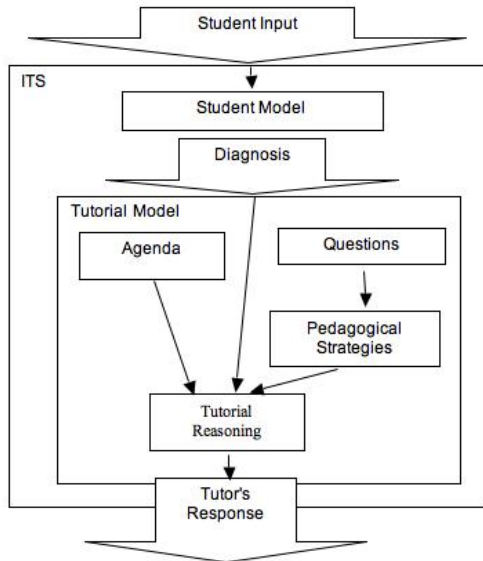 Student Input
ITS
Student Model
Diagnosis
Tutorial Model
Agenda
Questions
Pedagogical
Strategies
Tutorial
Reasoning
Tutor's
Response